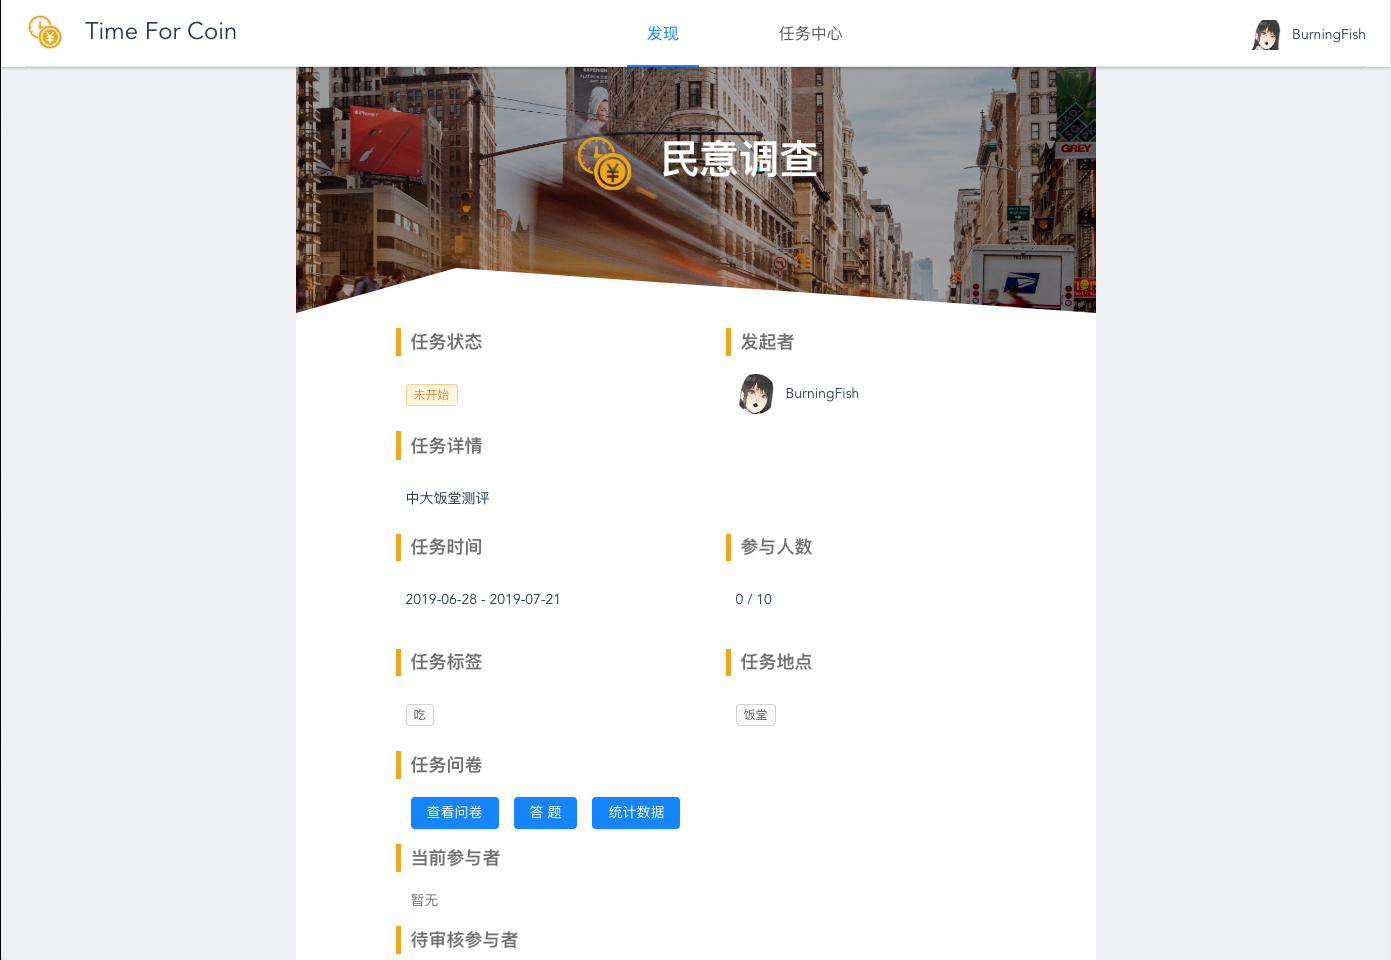 Time For Coin
发现
任务中心
BurningFish
民意调查
任务状态
发起者
未开始
BurningFish
任务详情
中大饭堂测评
任务时间
参与人数
2019-06-28 - 2019-07-21
0 / 10
任务标签
任务地点
吃
饭堂
任务问卷
查看问卷
答 题
统计数据
当前参与者
暂无
待审核参与者